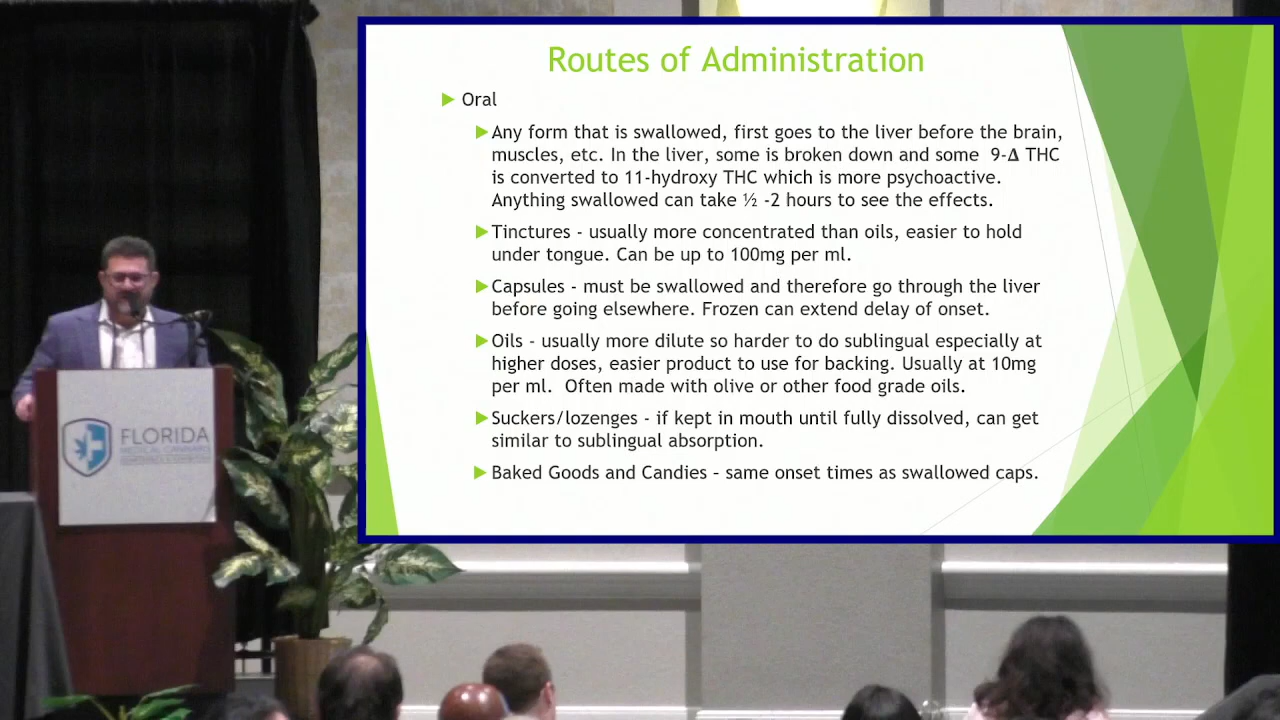 Routes of Administration
Oral
Any form that is swallowed, first goes to the liver before the brain,
muscles, etc. In the liver, some is broken down and some 9-Δ THC
is converted to 11-hydroxy THC which is more psychoactive.
Anything swallowed can take ½ -2 hours to see the effects.
Tinctures - usually more concentrated than oils, easier to hold
under tongue. Can be up to 100mg per ml.
Capsules - must be swallowed and therefore go through the liver
before going elsewhere. Frozen can extend delay of onset.
Oils - usually more dilute so harder to do sublingual especially at
higher doses, easier product to use for backing. Usually at 10mg
per ml. Often made with olive or other food grade oils.
Suckers/lozenges - if kept in mouth until fully dissolved, can get
similar to sublingual absorption.
Baked Goods and Candies – same onset times as swallowed caps.
FLORIDA
MEDICAL CANNABIS